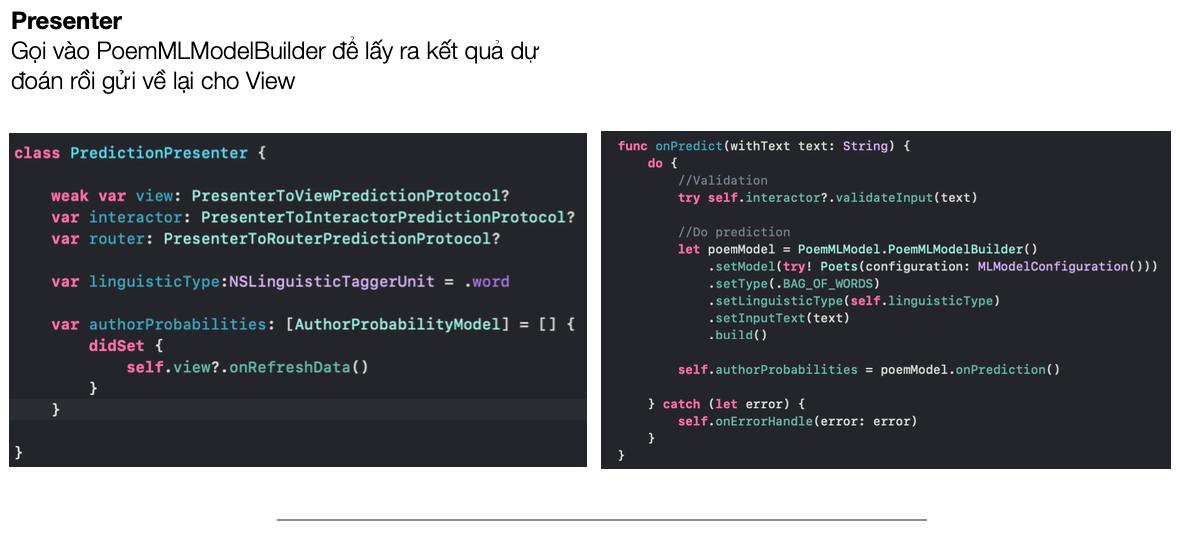 Presenter
Gọi vào PoemMLModelBuilder để lấy ra kết quả dự
đoán rồi gửi về lại cho View
class PredictionPresenter {
weak var view: PresenterToViewPredictionProtocol?
var interactor: PresenterToInteractorPredictionProtocol?
var router: PresenterToRouterPredictionProtocol?
var linguisticType:NSLinguisticTaggerUnit = .word
var authorProbabilities: [AuthorProbabilityModel] = [] {
didSet {
self.view?.onRefreshData()
}
}
}
func onPredict(withText text: String) {
do {
//Validation
try self.interactor?.validateInput(text)
//Do prediction
let poemModel = PoemMLModel.PoemMLModelBuilder()
.setModel(try! Poets(configuration: MLModelConfiguration()))
.setType(.BAG_OF_WORDS)
.setLinguisticType(self.linguisticType)
.setInputText(text)
.build()
self.authorProbabilities = poemModel.onPrediction()
} catch (let error) {
self.onErrorHandle(error: error)
}
}